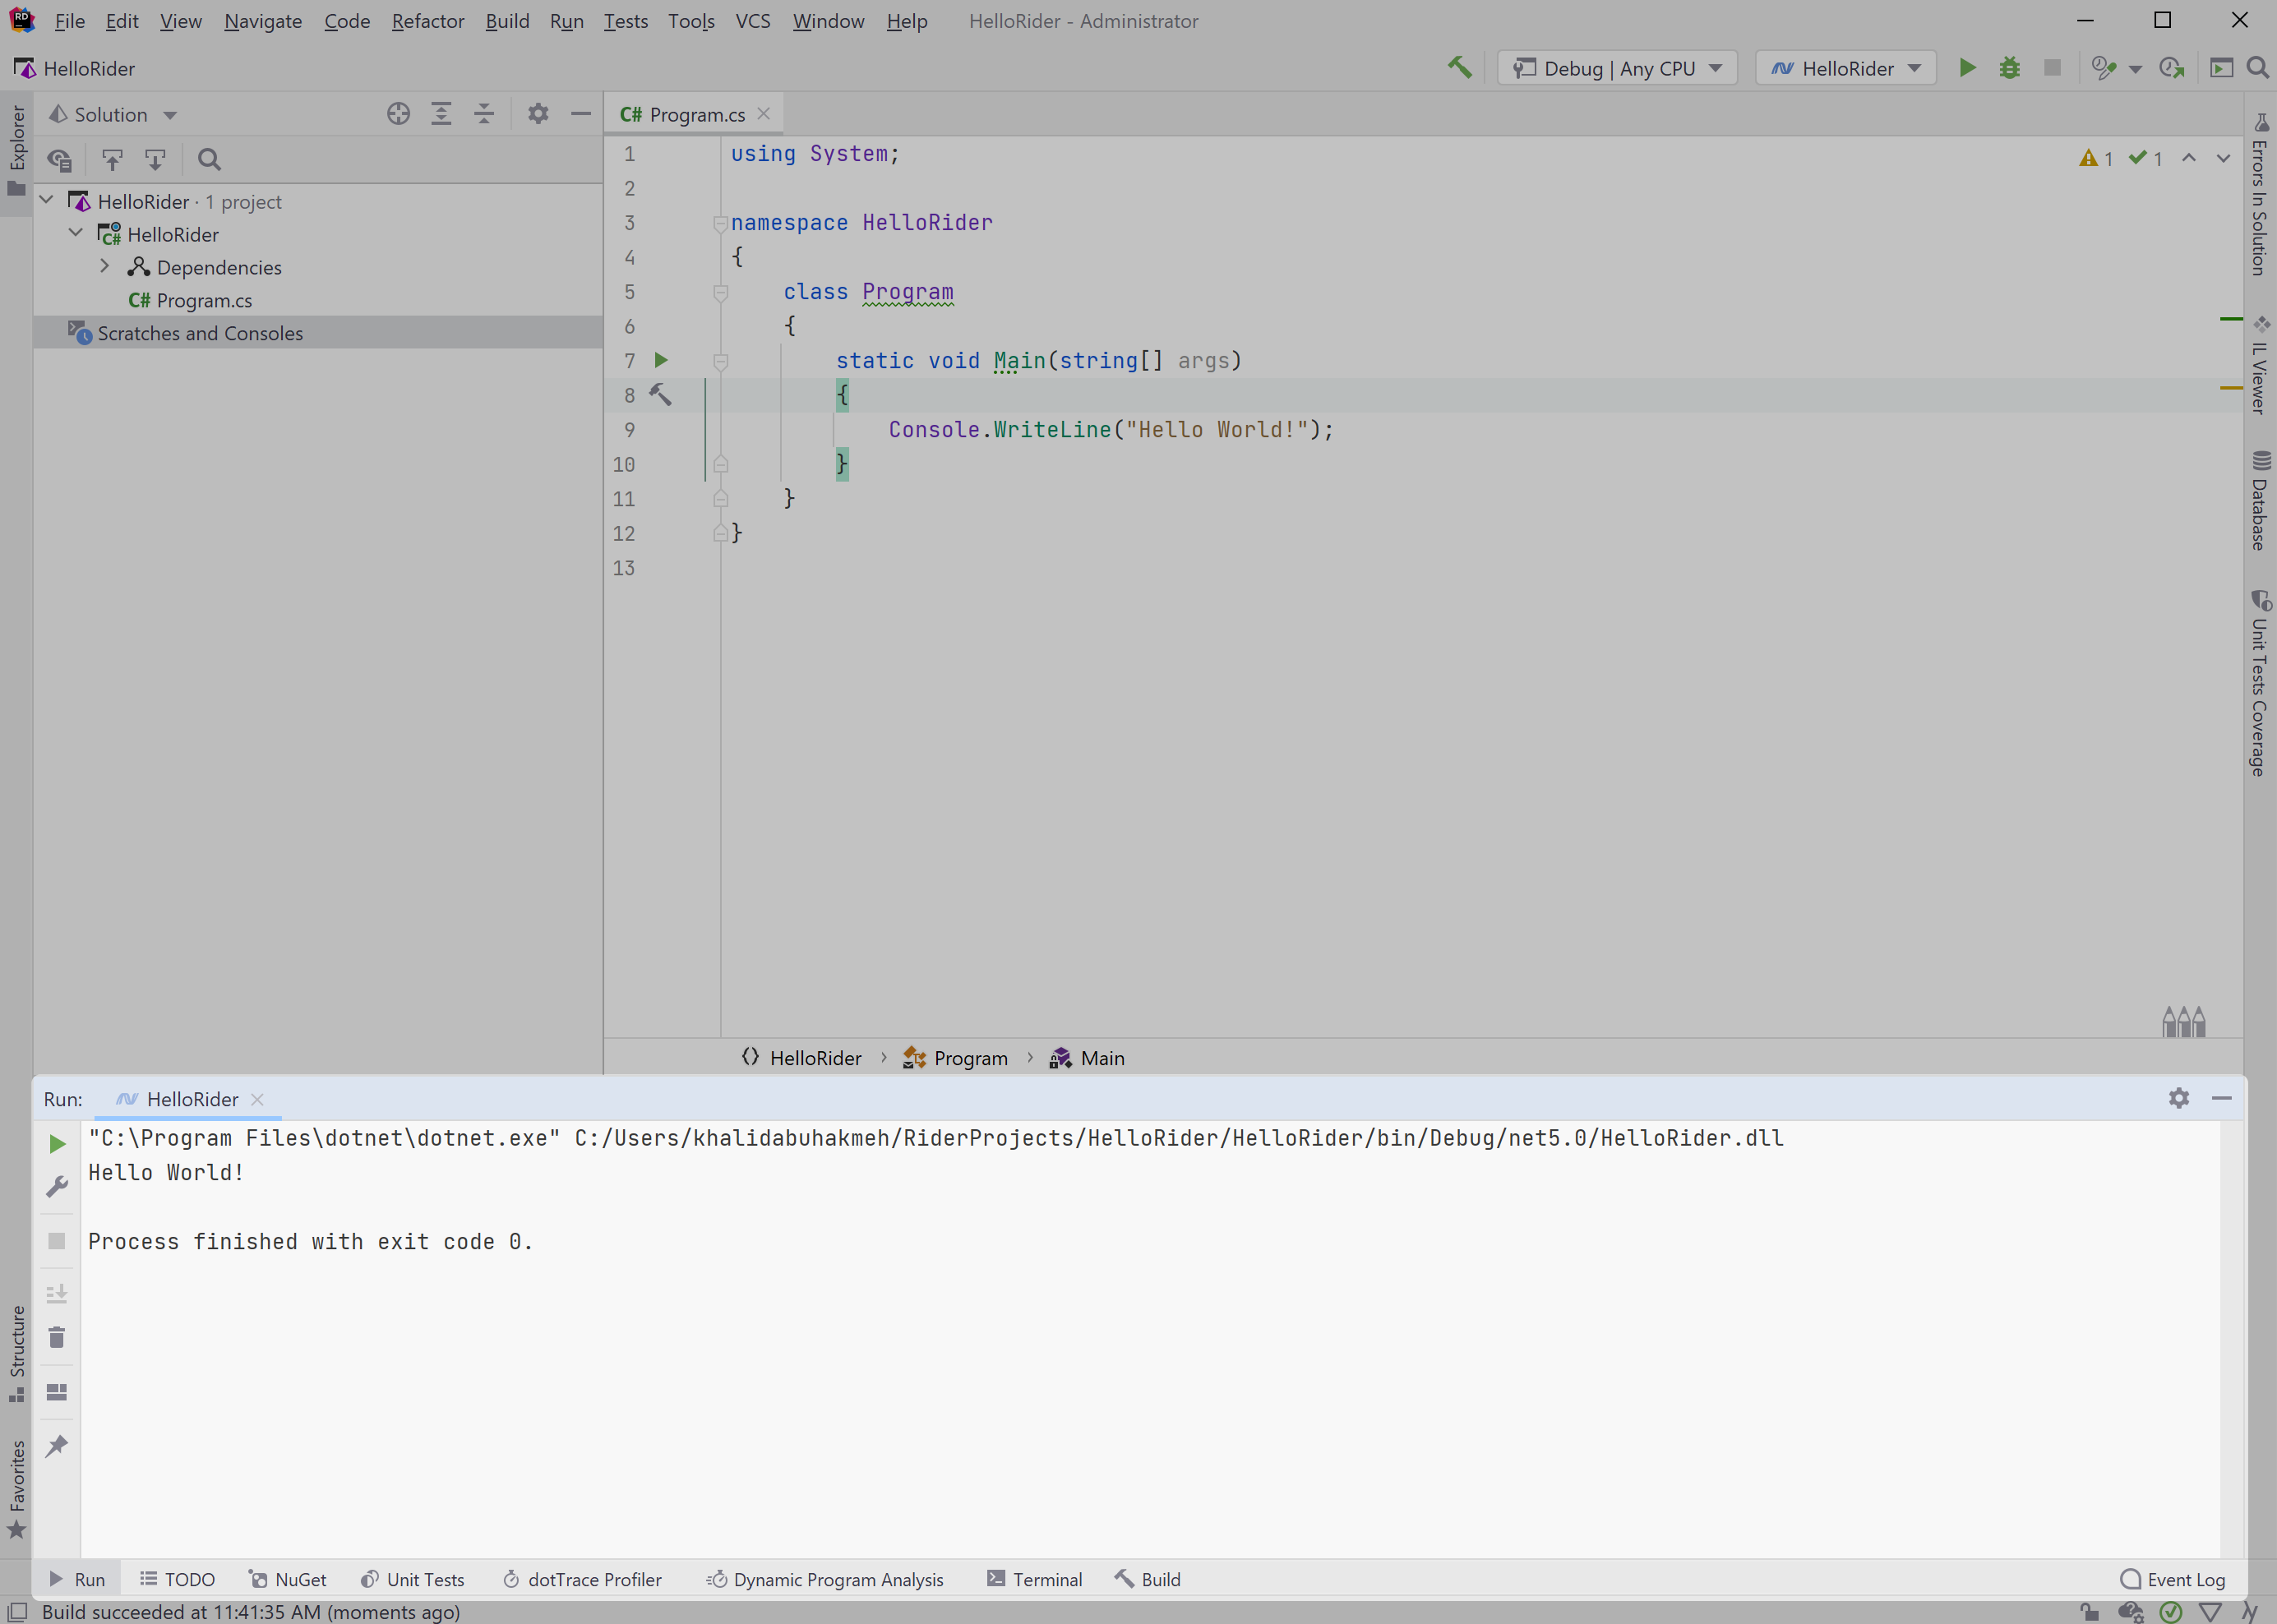 File Edit View Navigate Code Refactor Build Run Tests Tools VCS Window Help HelloRider - Administrator
HelloRider Debug | Any CPU HelloRider
Explorer
Solution
C# Program.cs
HelloRider · 1 project
HelloRider
Dependencies
C# Program.cs
Scratches and Consoles
1 using System;
2
3 namespace HelloRider
4 {
5 class Program
6 {
7 static void Main(string[] args)
8 {
9 Console.WriteLine("Hello World!");
10 }
11 }
12 }
13
1 1
Errors In Solution
IL Viewer
Database
Unit Tests Coverage
HelloRider › Program › Main
Run: HelloRider
"C:\Program Files\dotnet\dotnet.exe" C:/Users/khalidabuhakmeh/RiderProjects/HelloRider/HelloRider/bin/Debug/net5.0/HelloRider.dll
Hello World!
Process finished with exit code 0.
Structure
Favorites
Run TODO NuGet Unit Tests dotTrace Profiler Dynamic Program Analysis Terminal Build Event Log
Build succeeded at 11:41:35 AM (moments ago)